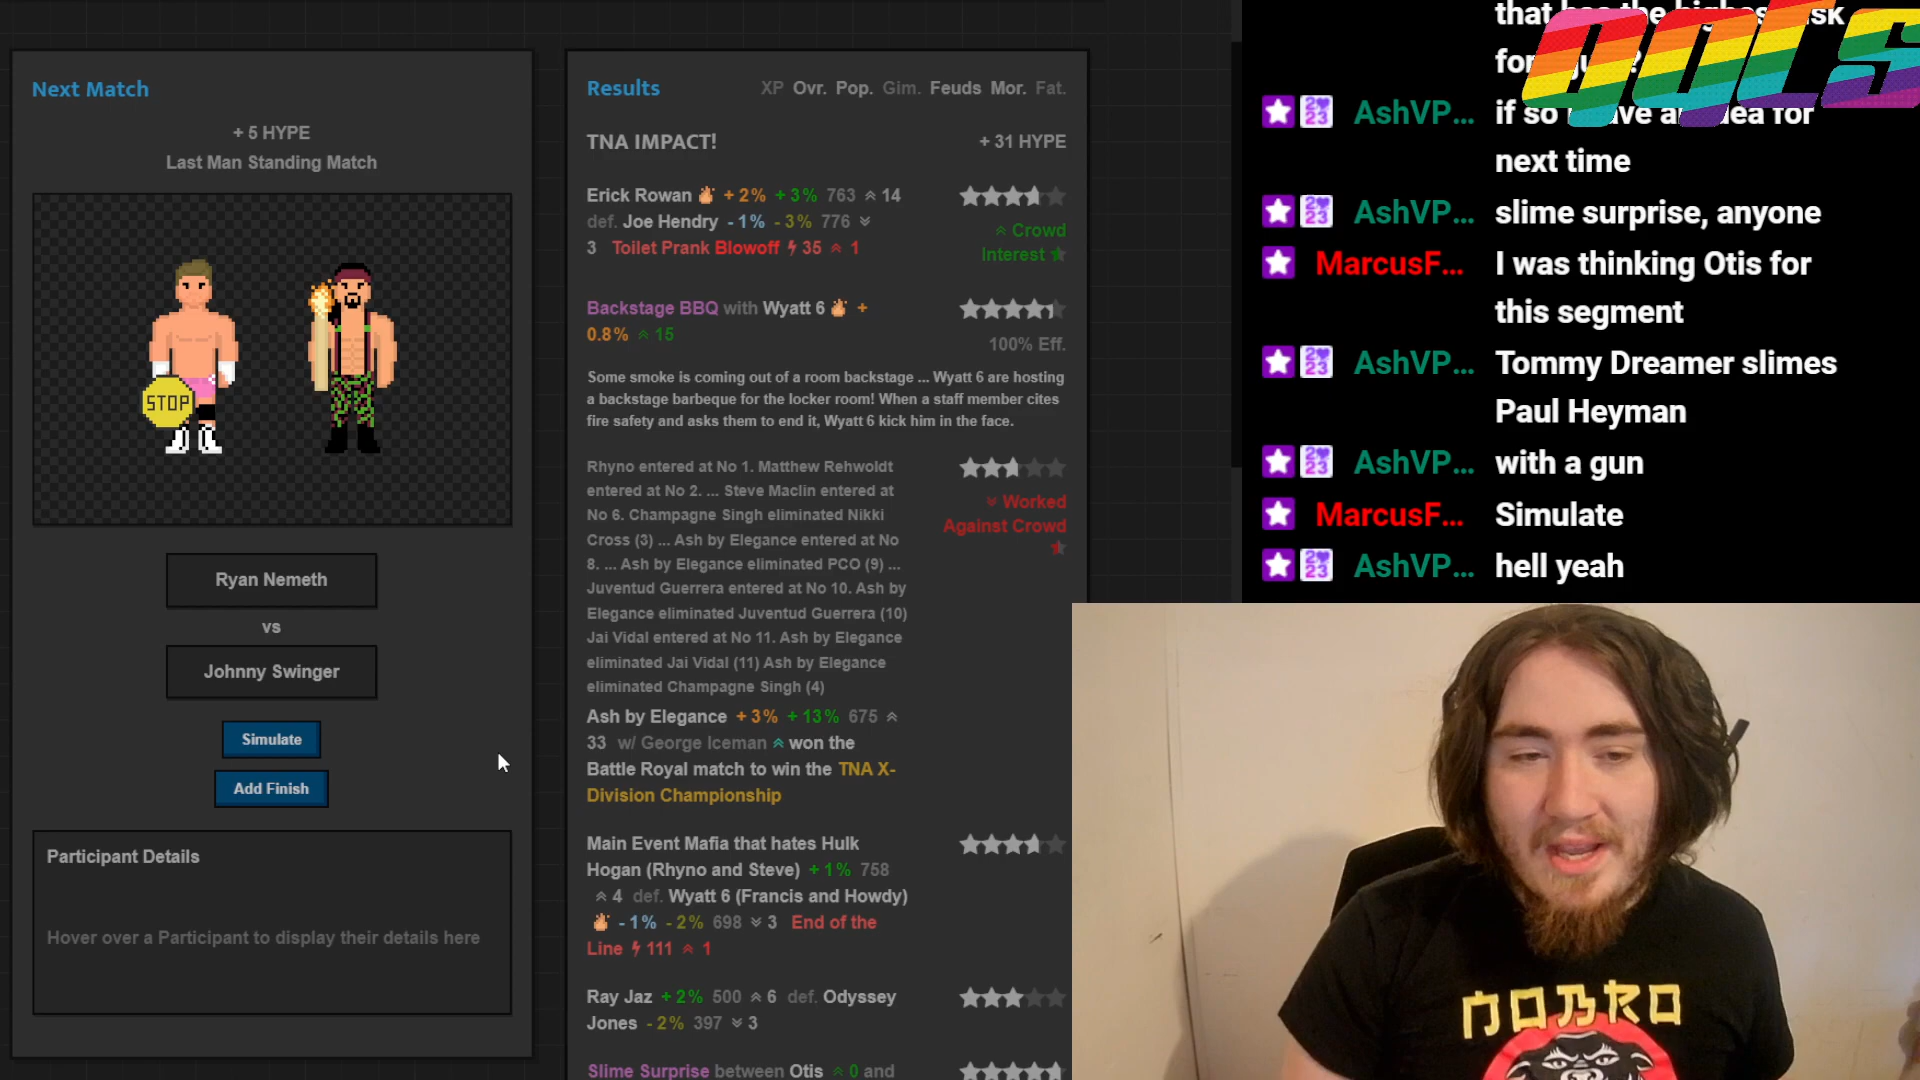 Next Match
+ 5 HYPE
Last Man Standing Match
STOP
Ryan Nemeth
vs
Johnny Swinger
Simulate
Add Finish
Participant Details
Hover over a Participant to display their details here
Results XP Ovr. Pop. Gim. Feuds Mor. Fat.
TNA IMPACT! + 31 HYPE
Erick Rowan + 2% + 3% 763 14
def. Joe Hendry - 1% - 3% 776
3 Toilet Prank Blowoff 35 1
Crowd
Interest
Backstage BBQ with Wyatt 6 +
0.8% 15
100% Eff.
Some smoke is coming out of a room backstage ... Wyatt 6 are hosting
a backstage barbeque for the locker room! When a staff member cites
fire safety and asks them to end it, Wyatt 6 kick him in the face.
Rhyno entered at No 1. Matthew Rehwoldt
entered at No 2. ... Steve Maclin entered at
No 6. Champagne Singh eliminated Nikki
Cross (3) ... Ash by Elegance entered at No
8. ... Ash by Elegance eliminated PCO (9) ...
Juventud Guerrera entered at No 10. Ash by
Elegance eliminated Juventud Guerrera (10)
Jai Vidal entered at No 11. Ash by Elegance
eliminated Jai Vidal (11) Ash by Elegance
eliminated Champagne Singh (4)
Worked
Against Crowd
Ash by Elegance + 3% + 13% 675
33 w/ George Iceman won the
Battle Royal match to win the TNA X-
Division Championship
Main Event Mafia that hates Hulk
Hogan (Rhyno and Steve) + 1% 758
4 def. Wyatt 6 (Francis and Howdy)
- 1% - 2% 698 3 End of the
Line 111 1
Ray Jaz + 2% 500 6 def. Odyssey
Jones - 2% 397 3
Slime Surprise between Otis 0 and
that has the highest
for
AshVP... if so I have an idea for
next time
AshVP... slime surprise, anyone
MarcusF... I was thinking Otis for
this segment
AshVP... Tommy Dreamer slimes
Paul Heyman
AshVP... with a gun
MarcusF... Simulate
AshVP... hell yeah